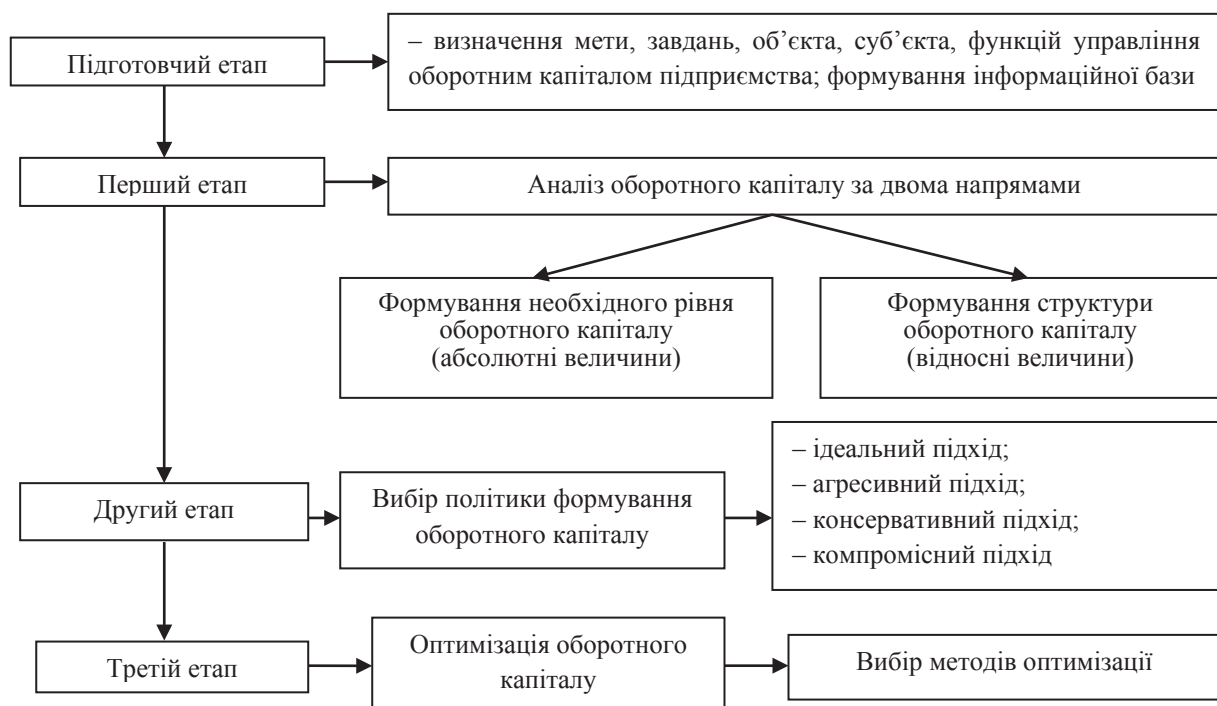 Підготовчий етап
– визначення мети, завдань, об’єкта, суб’єкта, функцій управління
оборотним капіталом підприємства; формування інформаційної бази
Перший етап
Аналіз оборотного капіталу за двома напрямами
Формування необхідного рівня
оборотного капіталу
(абсолютні величини)
Формування структури
оборотного капіталу
(відносні величини)
Другий етап
Вибір політики формування
оборотного капіталу
– ідеальний підхід;
– агресивний підхід;
– консервативний підхід;
– компромісний підхід
Третій етап
Оптимізація оборотного
капіталу
Вибір методів оптимізації